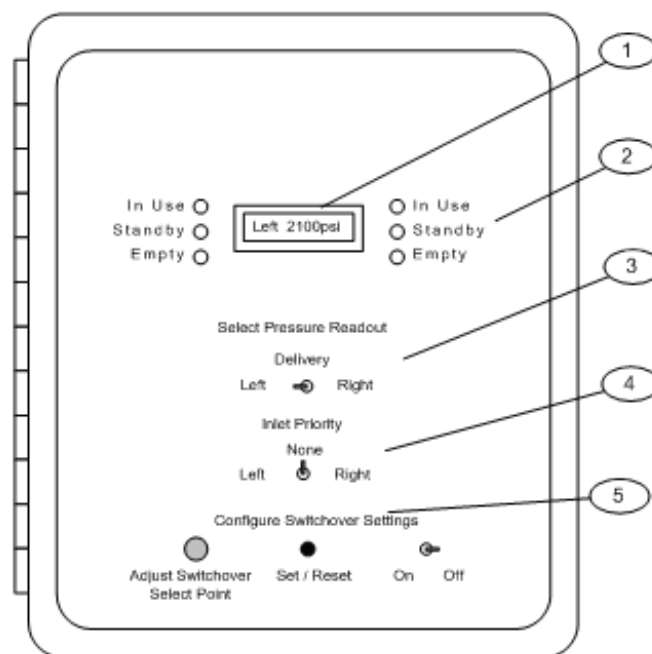 1
In Use In Use
2
Left 2100psi
Standby Standby
Empty Empty
3
Select Pressure Readout
Delivery
Left Right
4
Inlet Priority
None
Left Right
5
Configure Switchover Settings
Adjust Switchover Set / Reset On Off
Select Point